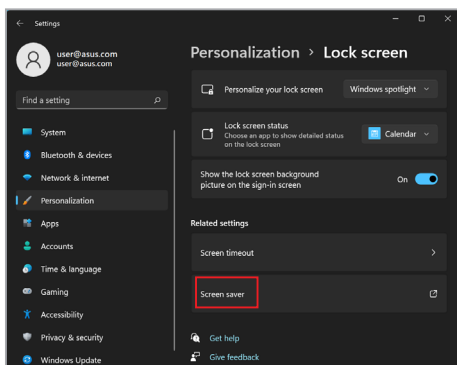 Settings
user@asus.com
user@asus.com
Find a setting
System
Bluetooth & devices
Network & internet
Personalization
Apps
Accounts
Time & language
Gaming
Accessibility
Privacy & security
Windows Update
Personalization > Lock screen
Personalize your lock screen
Windows spotlight
Lock screen status
Choose an app to show detailed status
on the lock screen
Calendar
Show the lock screen background
picture on the sign-in screen
On
Related settings
Screen timeout
Screen saver
Get help
Give feedback